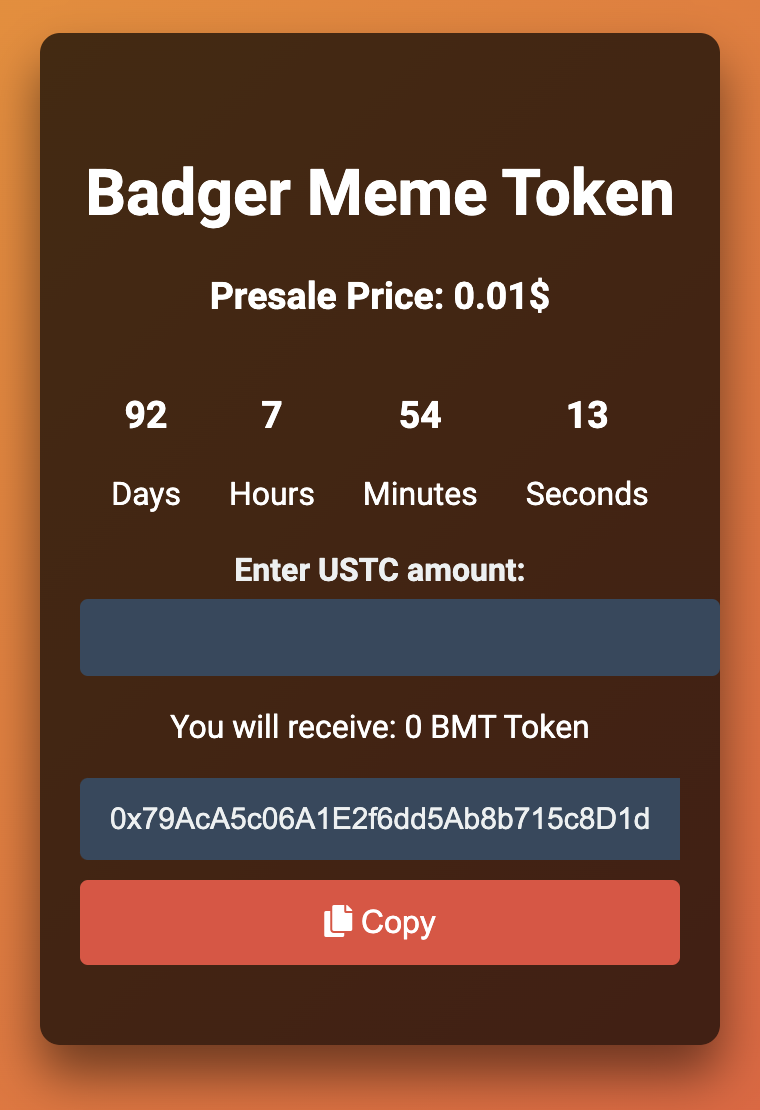 Badger Meme Token
Presale Price: 0.01$
92 7 54 13
Days Hours Minutes Seconds
Enter USTC amount:
You will receive: 0 BMT Token
0x79AcA5c06A1E2f6dd5Ab8b715c8D1d
Copy